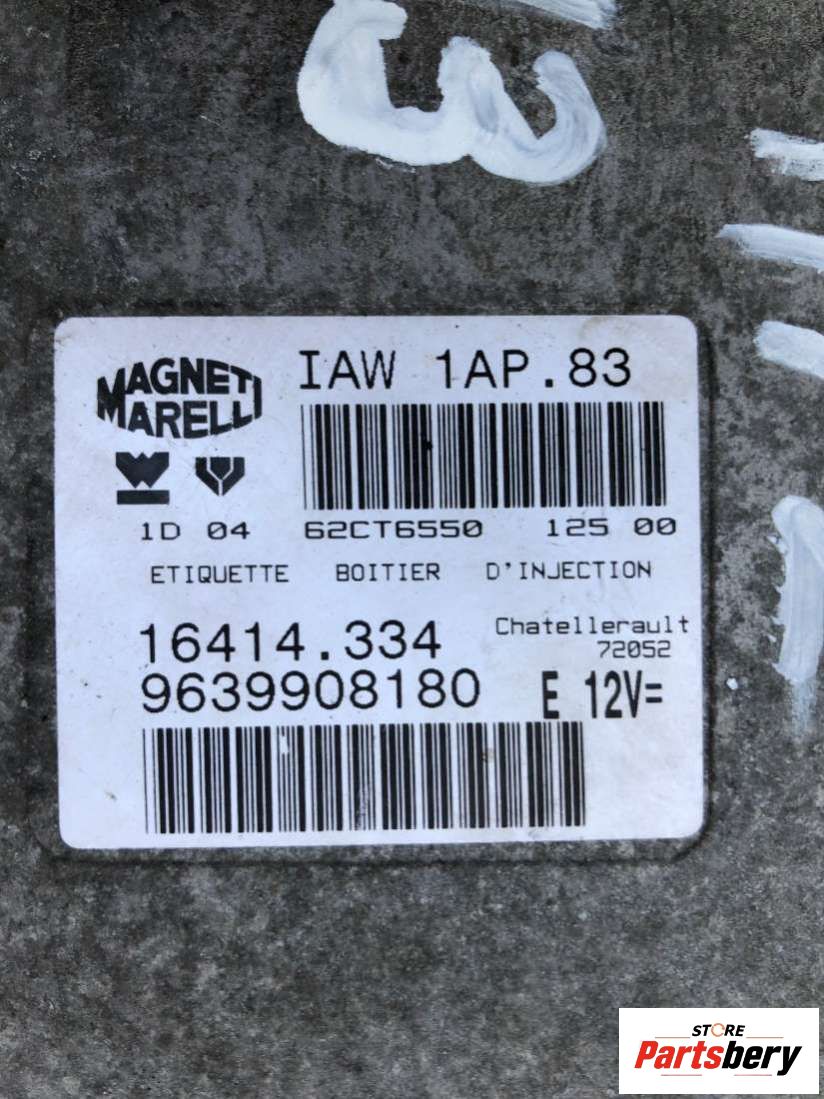 3
MAGNETI
MARELLI
IAW 1AP.83
1D 04 62CT6550 125 00
ETIQUETTE BOITIER D'INJECTION
16414.334
Chatellerault
72052
9639908180
E 12V=
STORE
Partsbery